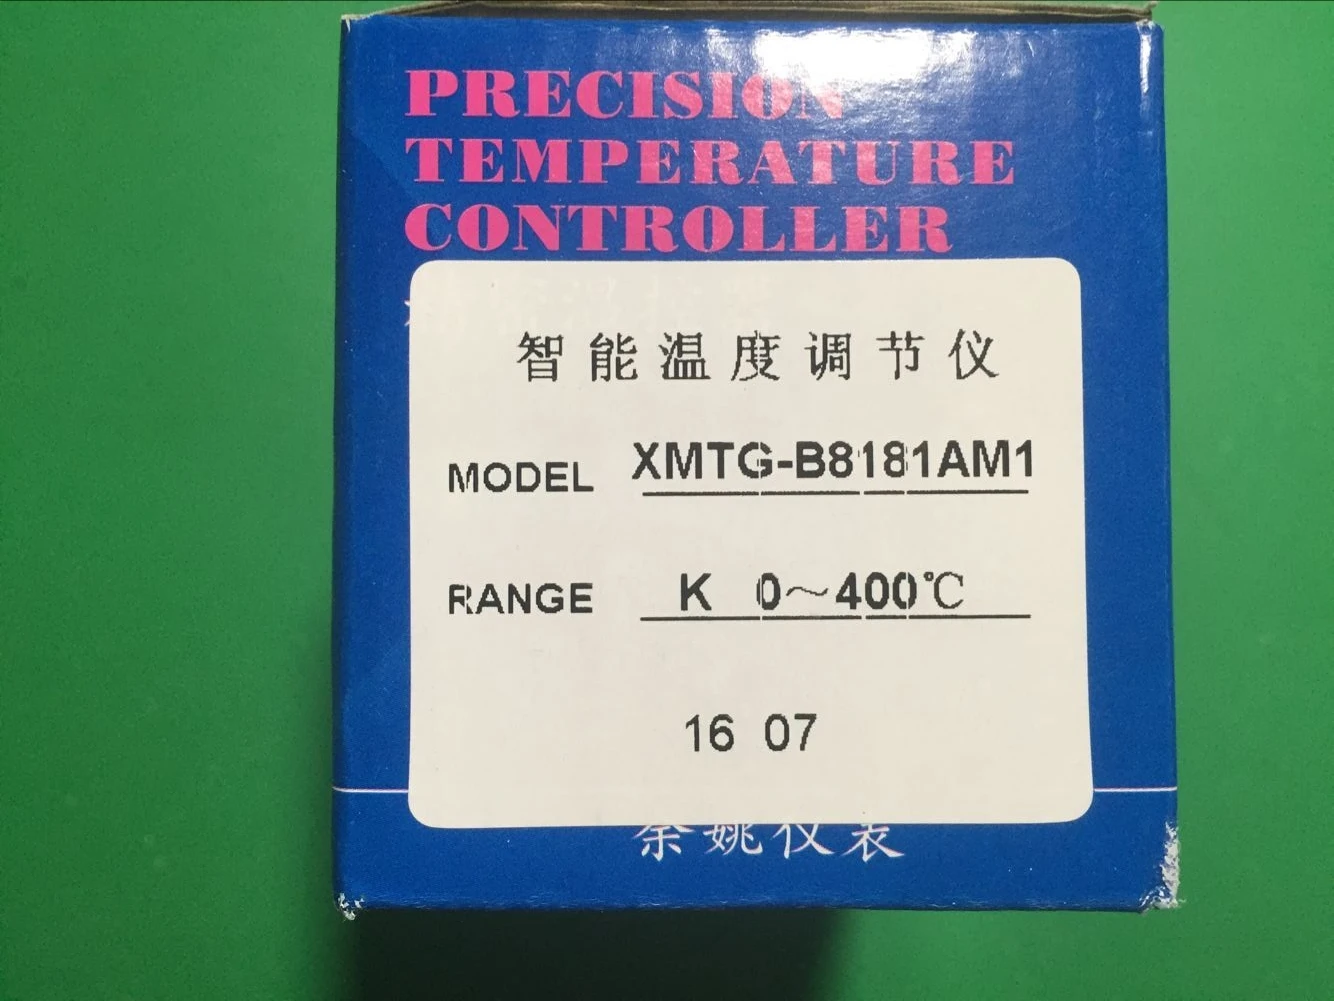 PRECISION
TEMPERATURE
CONTROLLER
智能温度调节仪
MODEL XMTG-B8181AM1
RANGE K 0～400℃
16 07
余姚仪表